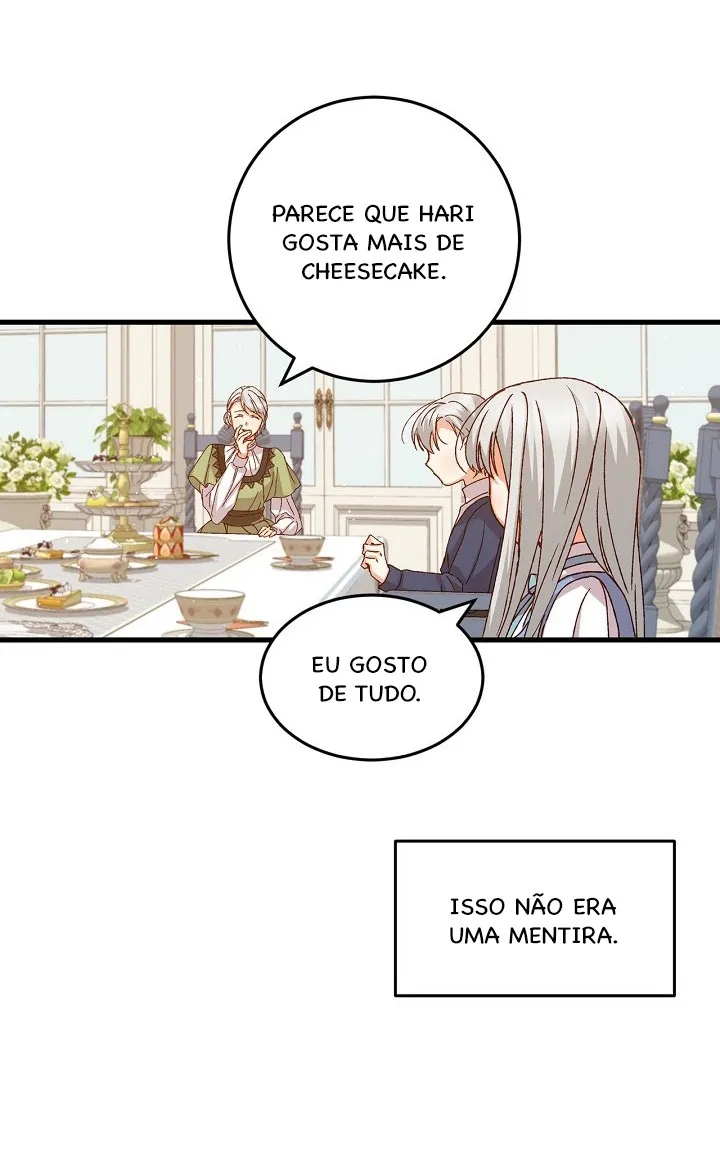 PARECE QUE HARI
GOSTA MAIS DE
CHEESECAKE.
EU GOSTO
DE TUDO.
ISSO NÃO ERA
UMA MENTIRA.